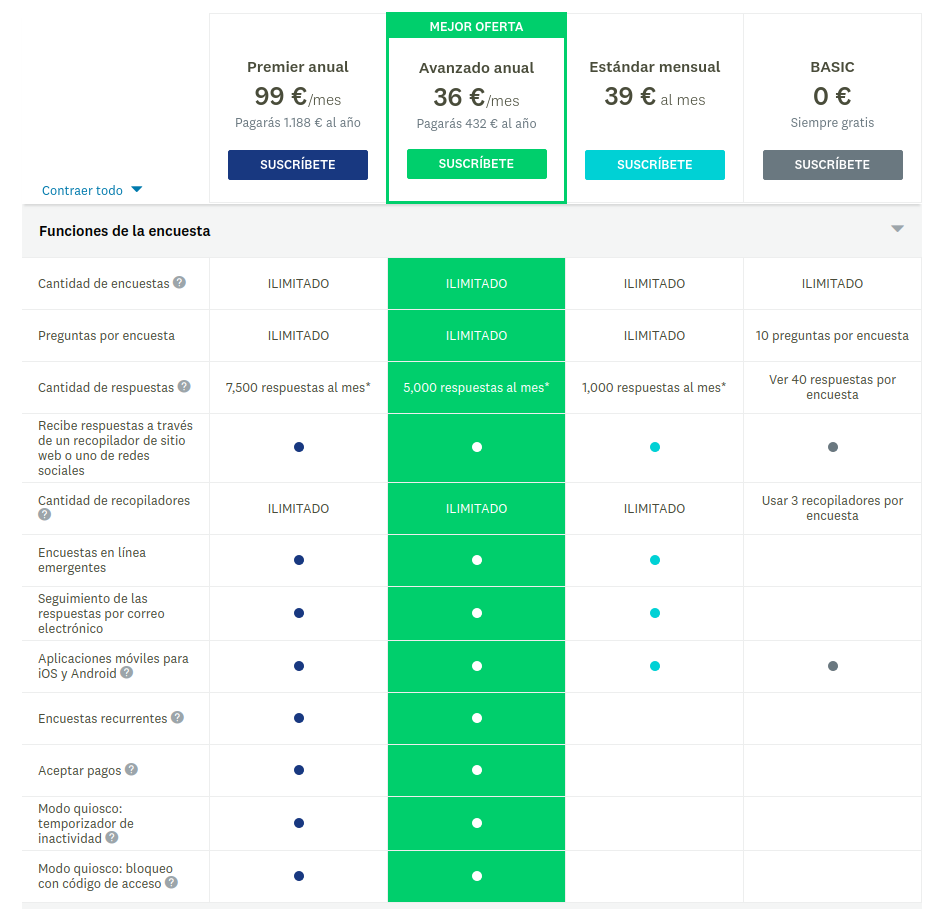 MEJOR OFERTA
Premier anual
99 €/mes
Pagarás 1.188 € al año
SUSCRÍBETE
Avanzado anual
36 €/mes
Pagarás 432 € al año
SUSCRÍBETE
Estándar mensual
39 € al mes
SUSCRÍBETE
BASIC
0 €
Siempre gratis
SUSCRÍBETE
Contraer todo
Funciones de la encuesta
Cantidad de encuestas ?
ILIMITADO
ILIMITADO
ILIMITADO
ILIMITADO
Preguntas por encuesta
ILIMITADO
ILIMITADO
ILIMITADO
10 preguntas por encuesta
Cantidad de respuestas ?
7,500 respuestas al mes*
5,000 respuestas al mes*
1,000 respuestas al mes*
Ver 40 respuestas por
encuesta
Recibe respuestas a través
de un recopilador de sitio
web o uno de redes
sociales
Cantidad de recopiladores
?
ILIMITADO
ILIMITADO
ILIMITADO
Usar 3 recopiladores por
encuesta
Encuestas en línea
emergentes
Seguimiento de las
respuestas por correo
electrónico
Aplicaciones móviles para
iOS y Android ?
Encuestas recurrentes ?
Aceptar pagos ?
Modo quiosco:
temporizador de
inactividad ?
Modo quiosco: bloqueo
con código de acceso ?